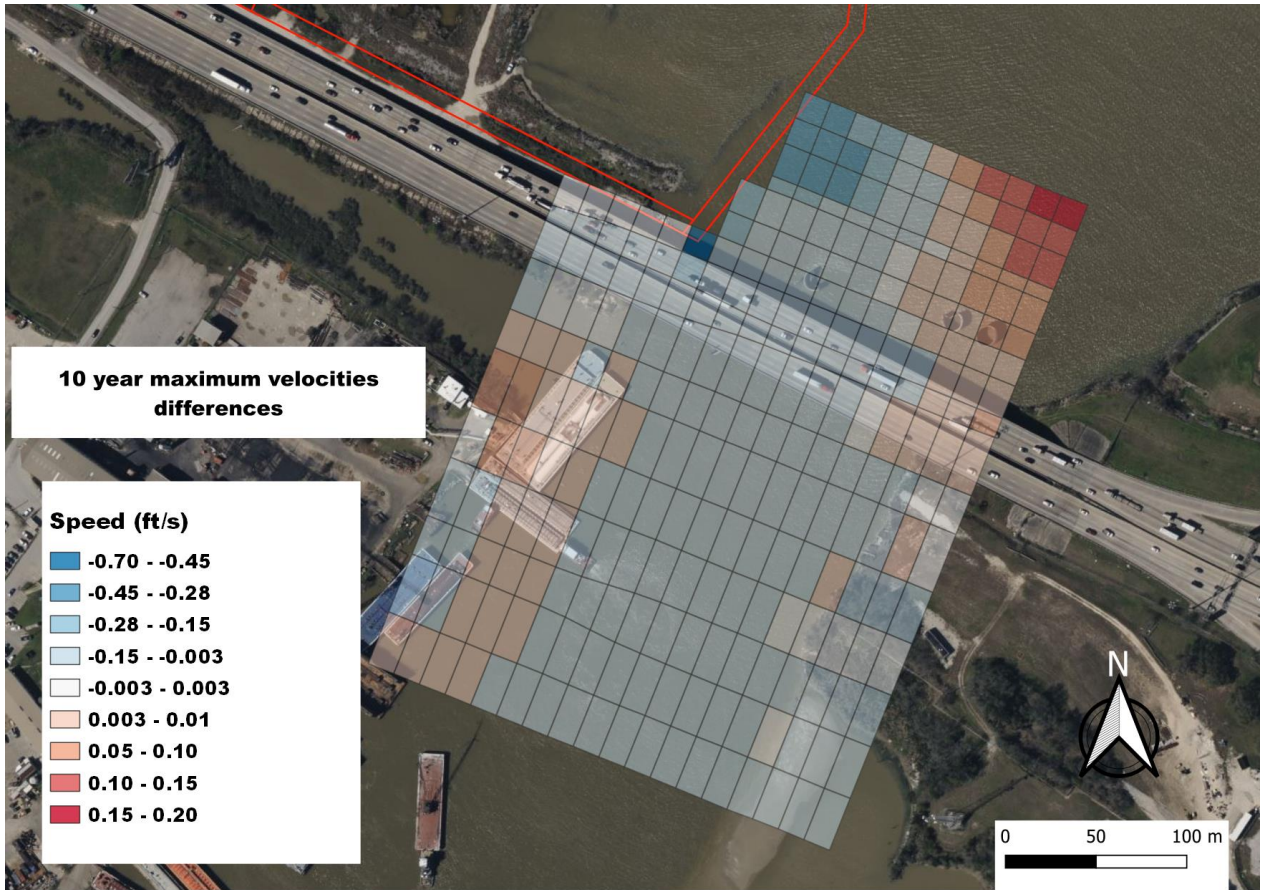 10 year maximum velocities
differences
Speed (ft/s)
-0.70 - -0.45
-0.45 - -0.28
-0.28 - -0.15
-0.15 - -0.003
-0.003 - 0.003
0.003 - 0.01
0.05 - 0.10
0.10 - 0.15
0.15 - 0.20
N
0 50 100 m